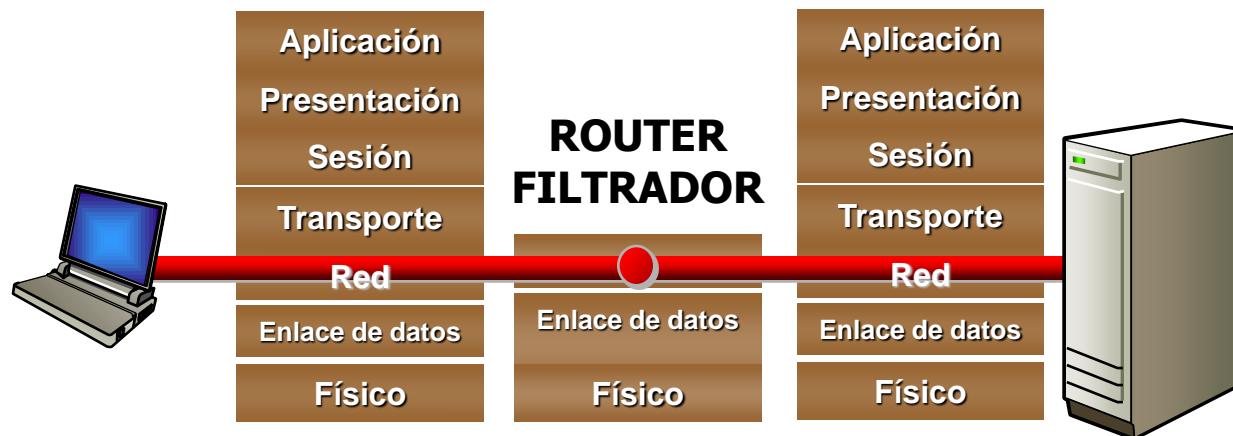 Aplicación
Presentación
Sesión
Transporte
Red
Enlace de datos
Físico
ROUTER
FILTRADOR
Enlace de datos
Físico
Aplicación
Presentación
Sesión
Transporte
Red
Enlace de datos
Físico